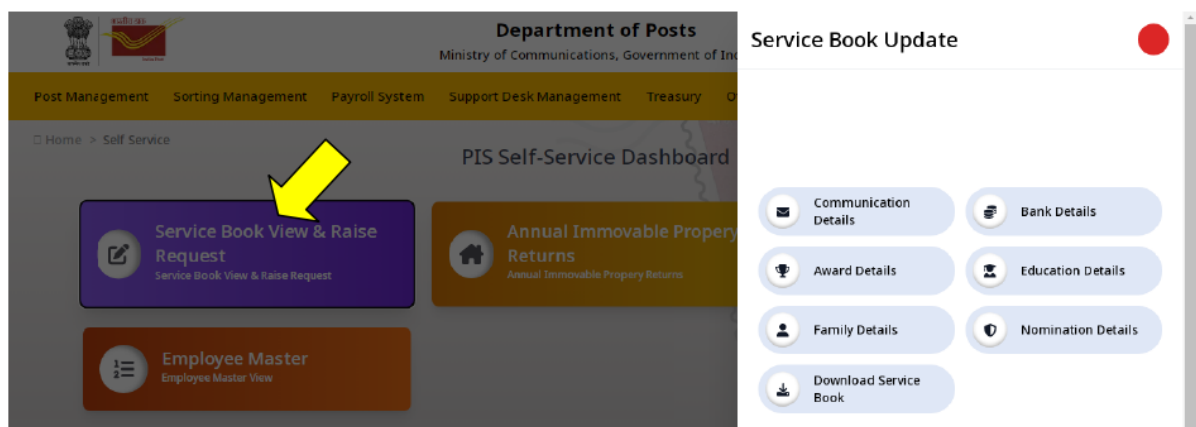 Department of Posts
Ministry of Communications, Government of
Service Book Update
Post Management Sorting Management Payroll System Support Desk Management Treasury
Home > Self Service
PIS Self-Service Dashboard
Service Book View & Raise
Request
Service Book View & Raise Request
Annual Immovable Propery
Returns
Annual Immovable Propery Returns
Employee Master
Employee Master View
Communication
Details
Bank Details
Award Details
Education Details
Family Details
Nomination Details
Download Service
Book